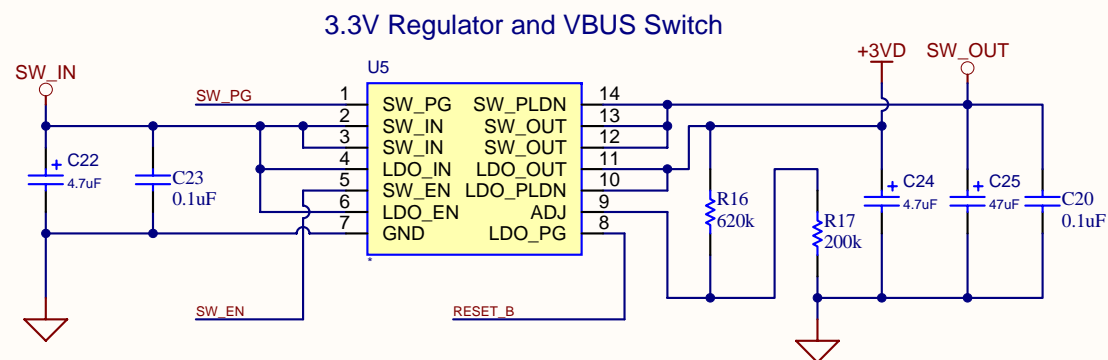 3.3V Regulator and VBUS Switch
+3VD SW_OUT
SW_IN
U5
SW_PG 1 SW_PG SW_PLDN 14
2 SW_IN SW_OUT 13
3 SW_IN SW_OUT 12
4 LDO_IN LDO_OUT 11
5 SW_EN LDO_PLDN 10
6 LDO_EN ADJ 9
7 GND LDO_PG 8
*
+ C22
4.7uF
C23
0.1uF
R16
620k
R17
200k
+ C24
4.7uF
+ C25
47uF
C20
0.1uF
SW_EN
RESET_B